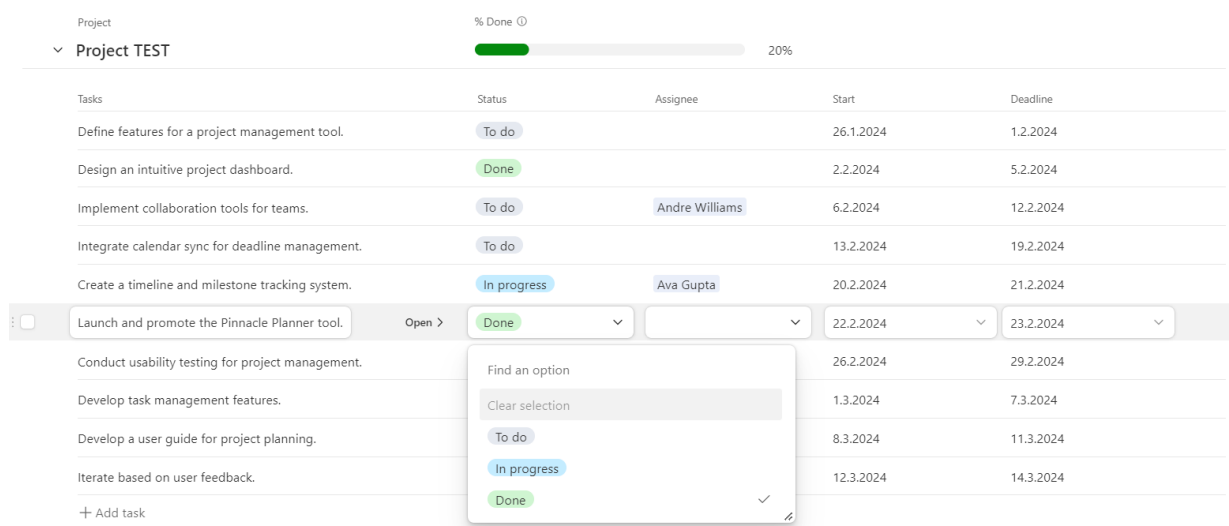 Project % Done
Project TEST 20%
Tasks Status Assignee Start Deadline
Define features for a project management tool. To do 26.1.2024 1.2.2024
Design an intuitive project dashboard. Done 2.2.2024 5.2.2024
Implement collaboration tools for teams. To do Andre Williams 6.2.2024 12.2.2024
Integrate calendar sync for deadline management. To do 13.2.2024 19.2.2024
Create a timeline and milestone tracking system. In progress Ava Gupta 20.2.2024 21.2.2024
Launch and promote the Pinnacle Planner tool. Open Done 22.2.2024 23.2.2024
Conduct usability testing for project management. Find an option 26.2.2024 29.2.2024
Develop task management features. Clear selection 1.3.2024 7.3.2024
Develop a user guide for project planning. To do 8.3.2024 11.3.2024
Iterate based on user feedback. In progress 12.3.2024 14.3.2024
+ Add task Done